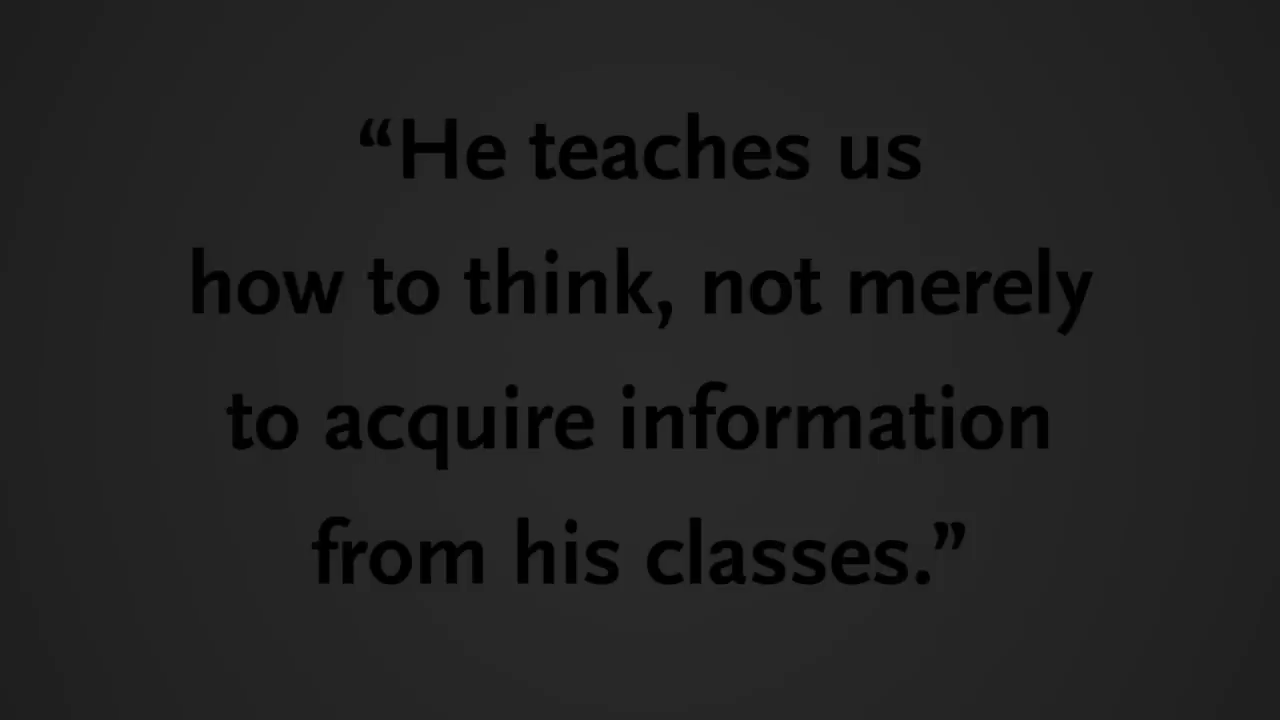 “He teaches us
how to think, not merely
to acquire information
from his classes.”